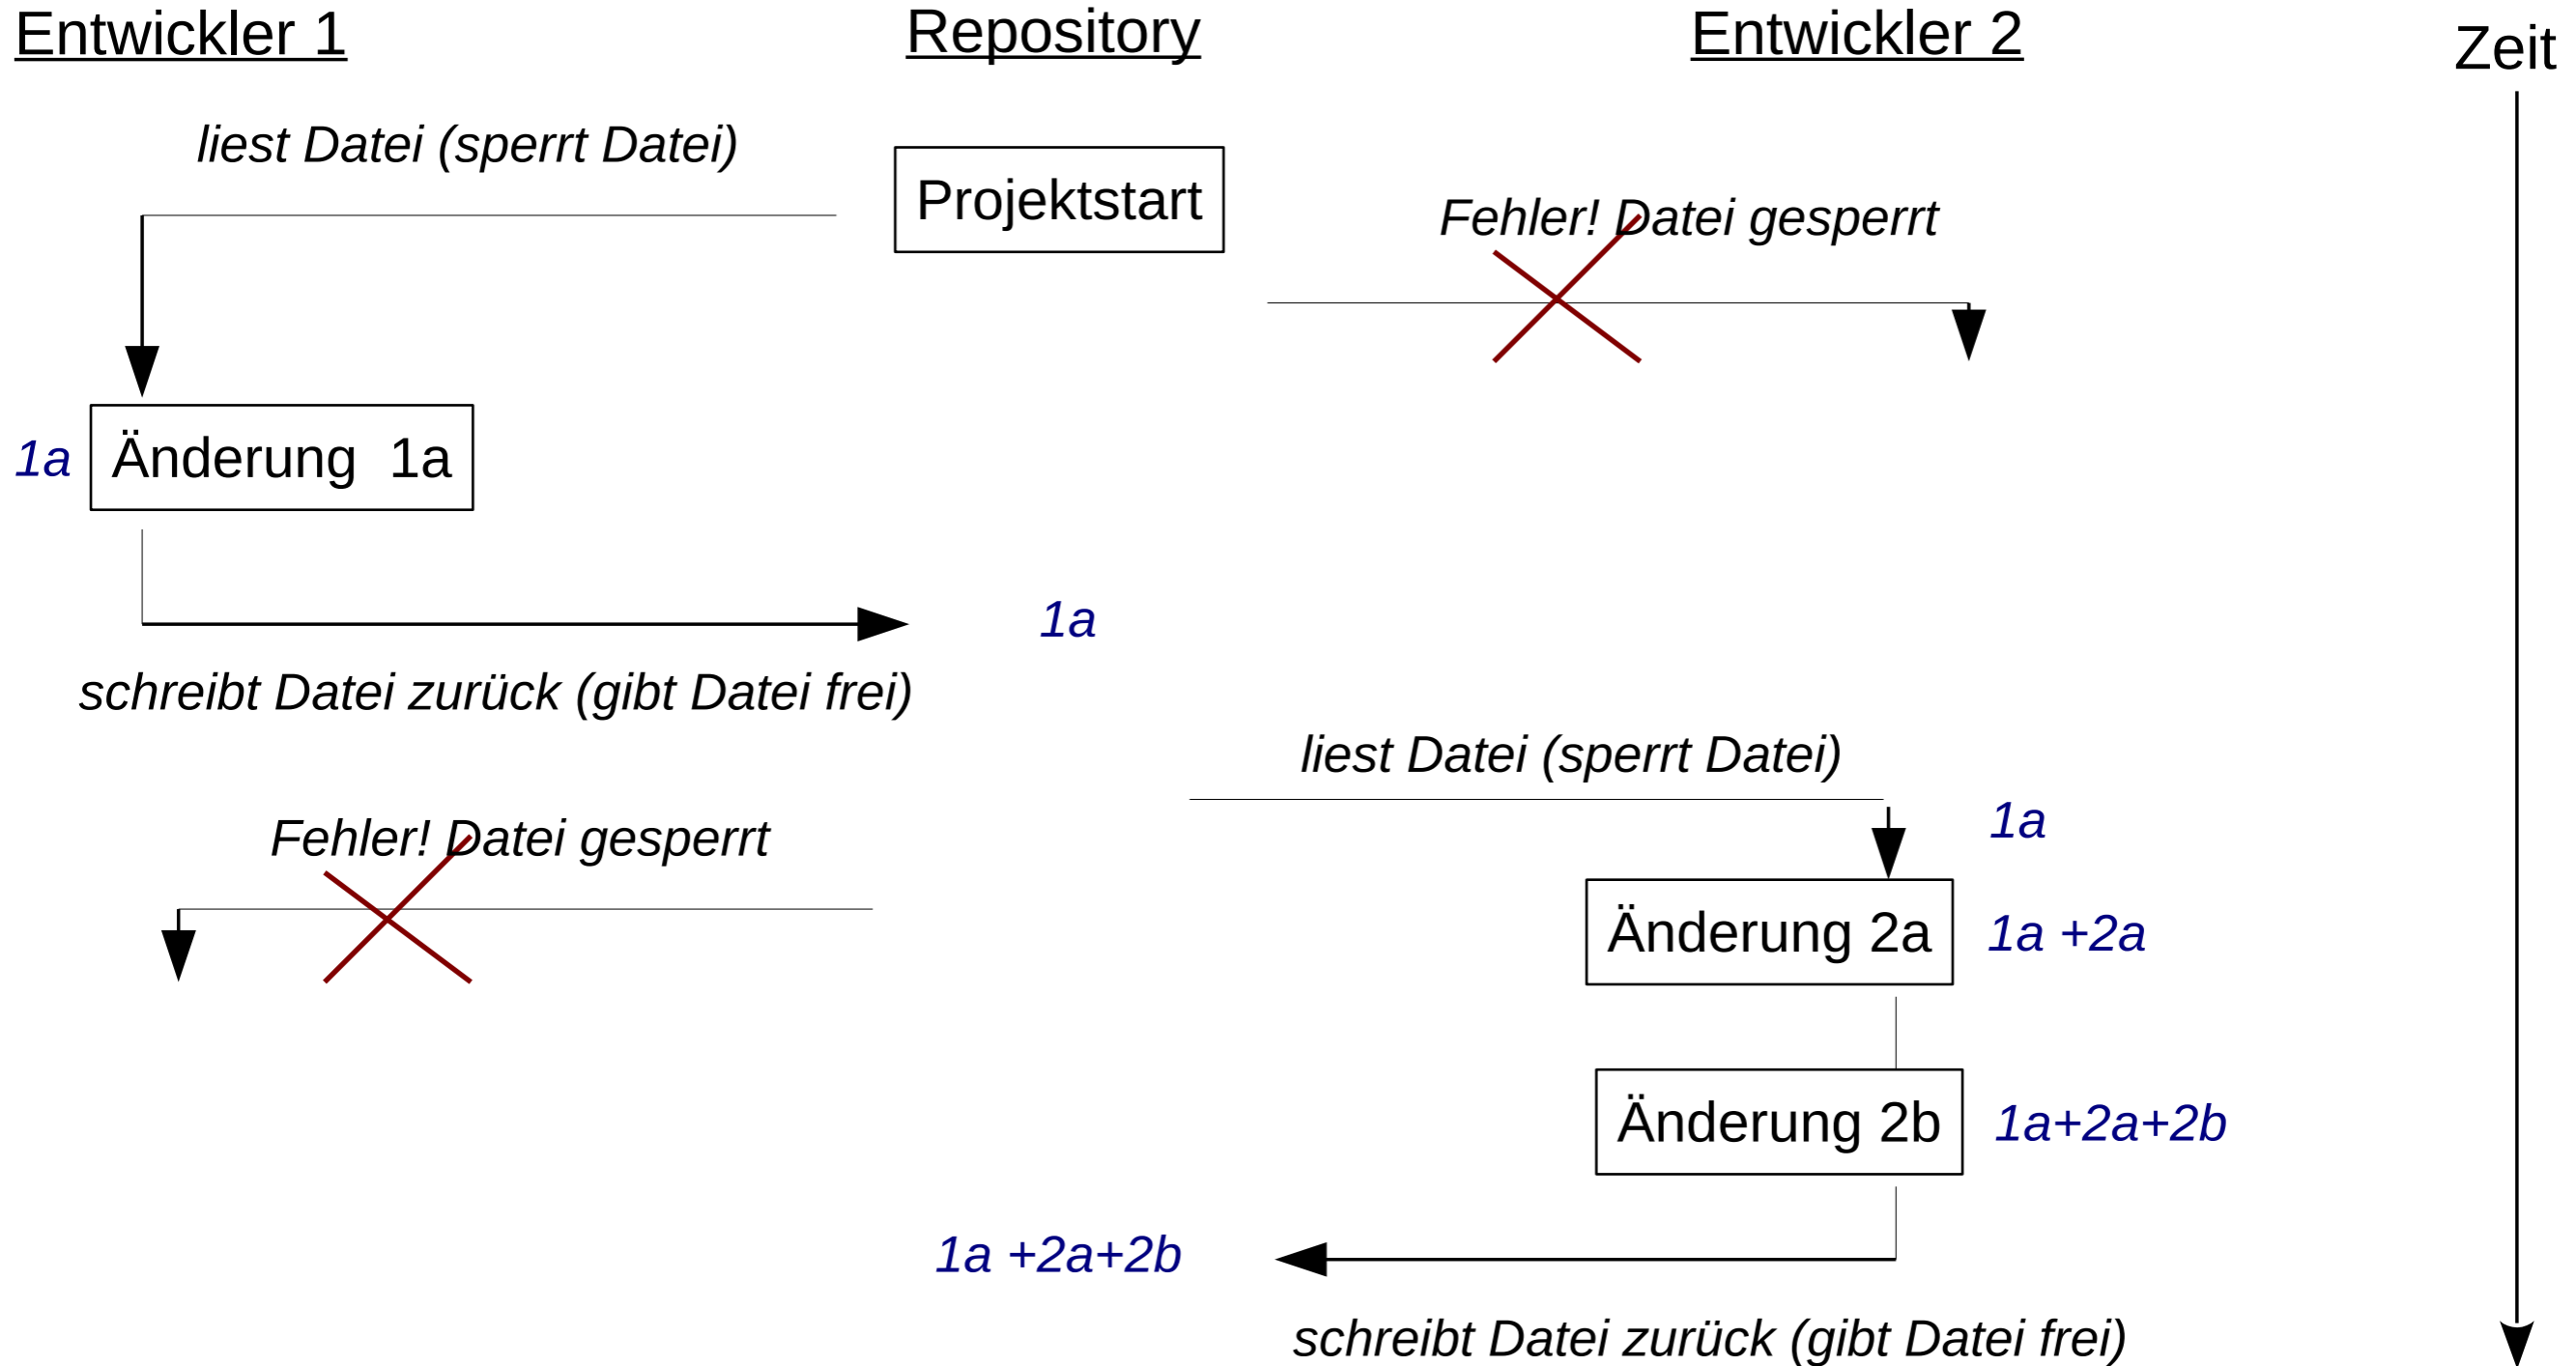 Entwickler 1
Repository
Entwickler 2
Zeit
liest Datei (sperrt Datei)
Projektstart
Fehler! Datei gesperrt
1a
Änderung 1a
1a
schreibt Datei zurück (gibt Datei frei)
liest Datei (sperrt Datei)
1a
Fehler! Datei gesperrt
Änderung 2a
1a +2a
Änderung 2b
1a+2a+2b
1a +2a+2b
schreibt Datei zurück (gibt Datei frei)